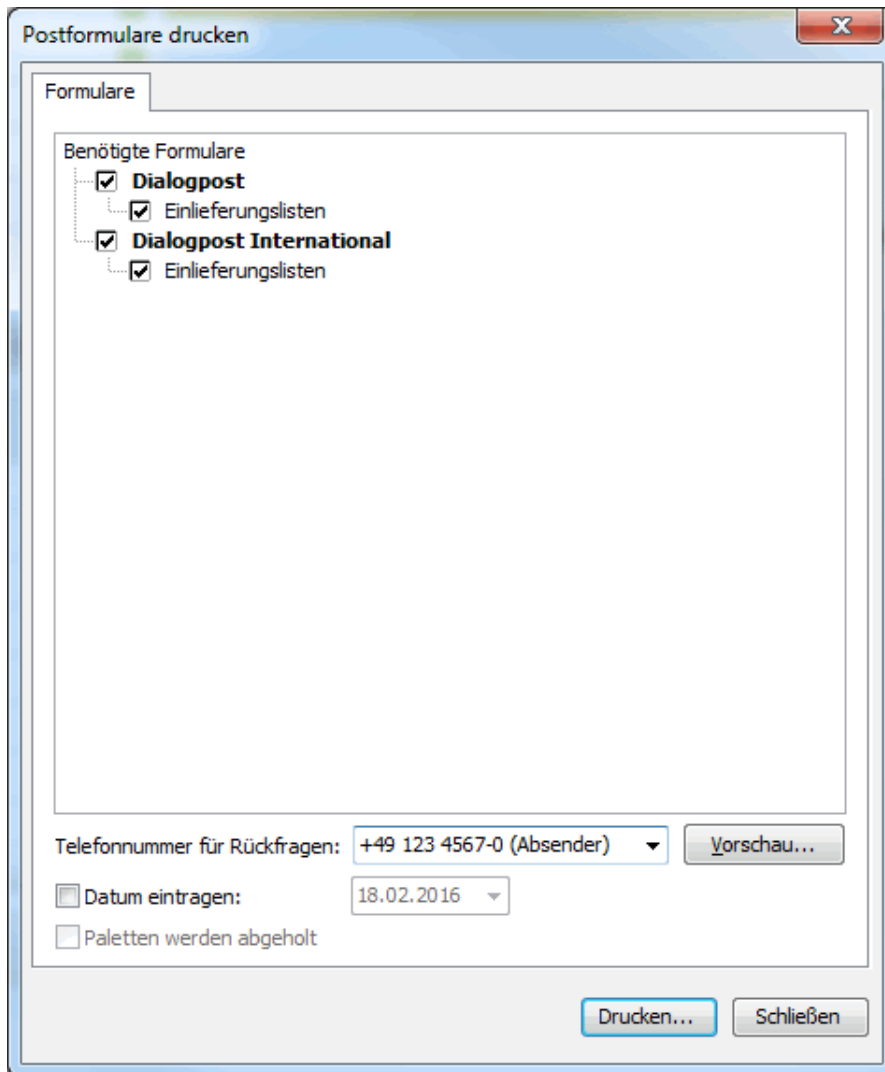 Postformulare drucken
Formulare
Benötigte Formulare
Dialogpost
Einlieferungslisten
Dialogpost International
Einlieferungslisten
Telefonnummer für Rückfragen: +49 123 4567-0 (Absender) Vorschau...
Datum eintragen: 18.02.2016
Paletten werden abgeholt
Drucken... Schließen